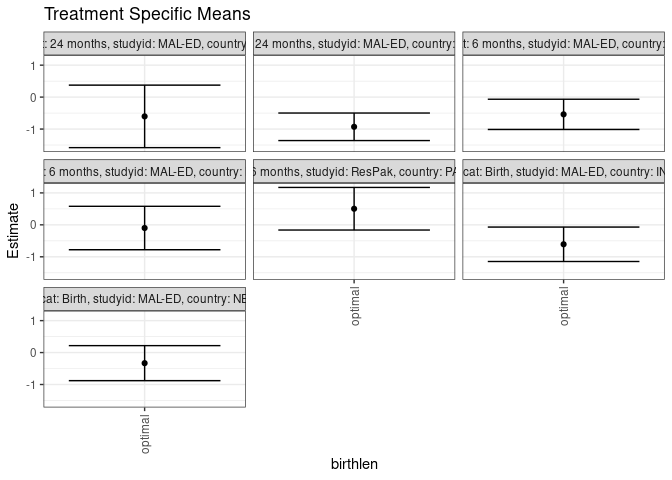 Treatment Specific Means
: 24 months, studyid: MAL-ED, country
24 months, studyid: MAL-ED, country:
t: 6 months, studyid: MAL-ED, country:
1
0
-1
: 6 months, studyid: MAL-ED, country:
6 months, studyid: ResPak, country: PA
cat: Birth, studyid: MAL-ED, country: IN
1
0
-1
optimal
optimal
cat: Birth, studyid: MAL-ED, country: NE
1
0
-1
optimal
Estimate
birthlen